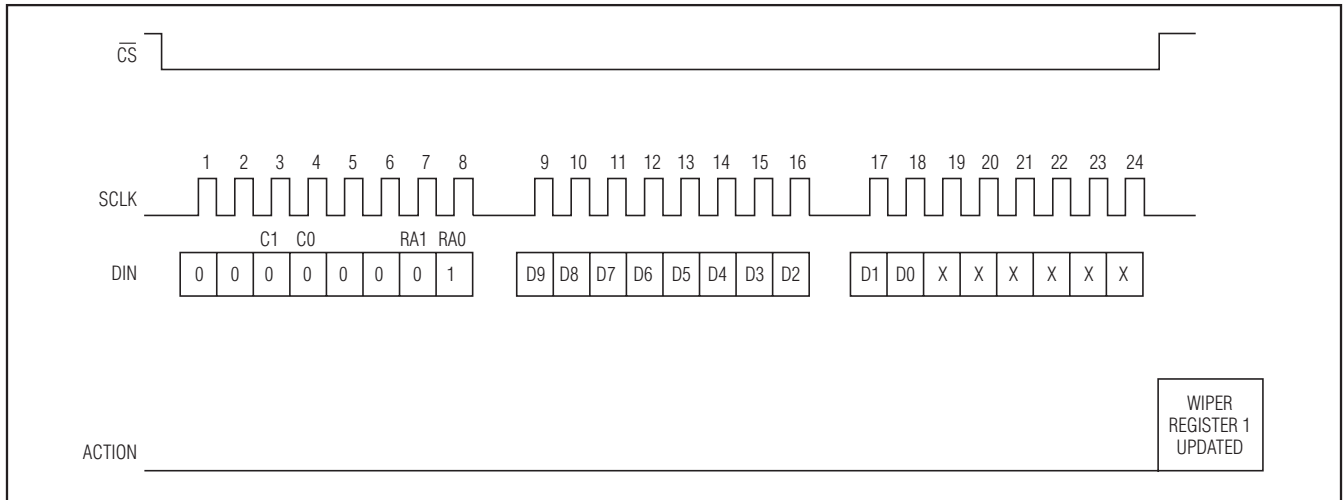 C̅S̅
1 2 3 4 5 6 7 8 9 10 11 12 13 14 15 16 17 18 19 20 21 22 23 24
SCLK
C1 C0 RA1 RA0
DIN 0 0 0 0 0 0 0 1 D9 D8 D7 D6 D5 D4 D3 D2 D1 D0 X X X X X X
WIPER
REGISTER 1
UPDATED
ACTION